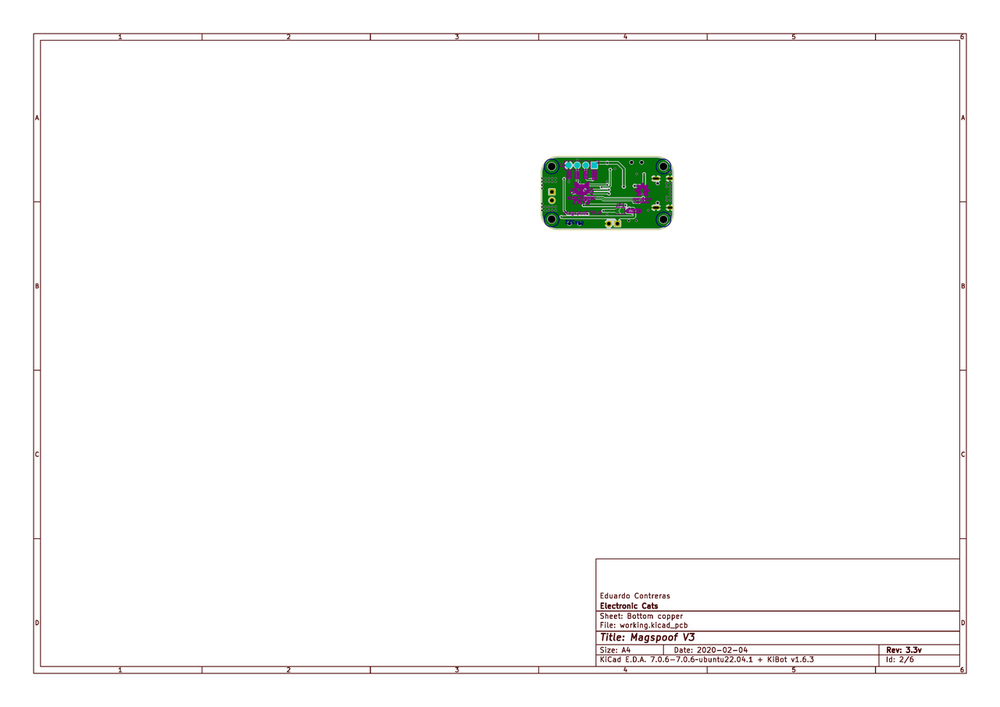 1 2 3 4 5 6
A A
B B
C C
D D
Eduardo Contreras
Electronic Cats
Sheet: Bottom copper
File: working.kicad_pcb
Title: Magspoof V3
Size: A4 Date: 2020-02-04 Rev: 3.3v
KiCad E.D.A. 7.0.6-7.0.6~ubuntu22.04.1 + KiBot v1.6.3 Id: 2/6
1 2 3 4 5 6